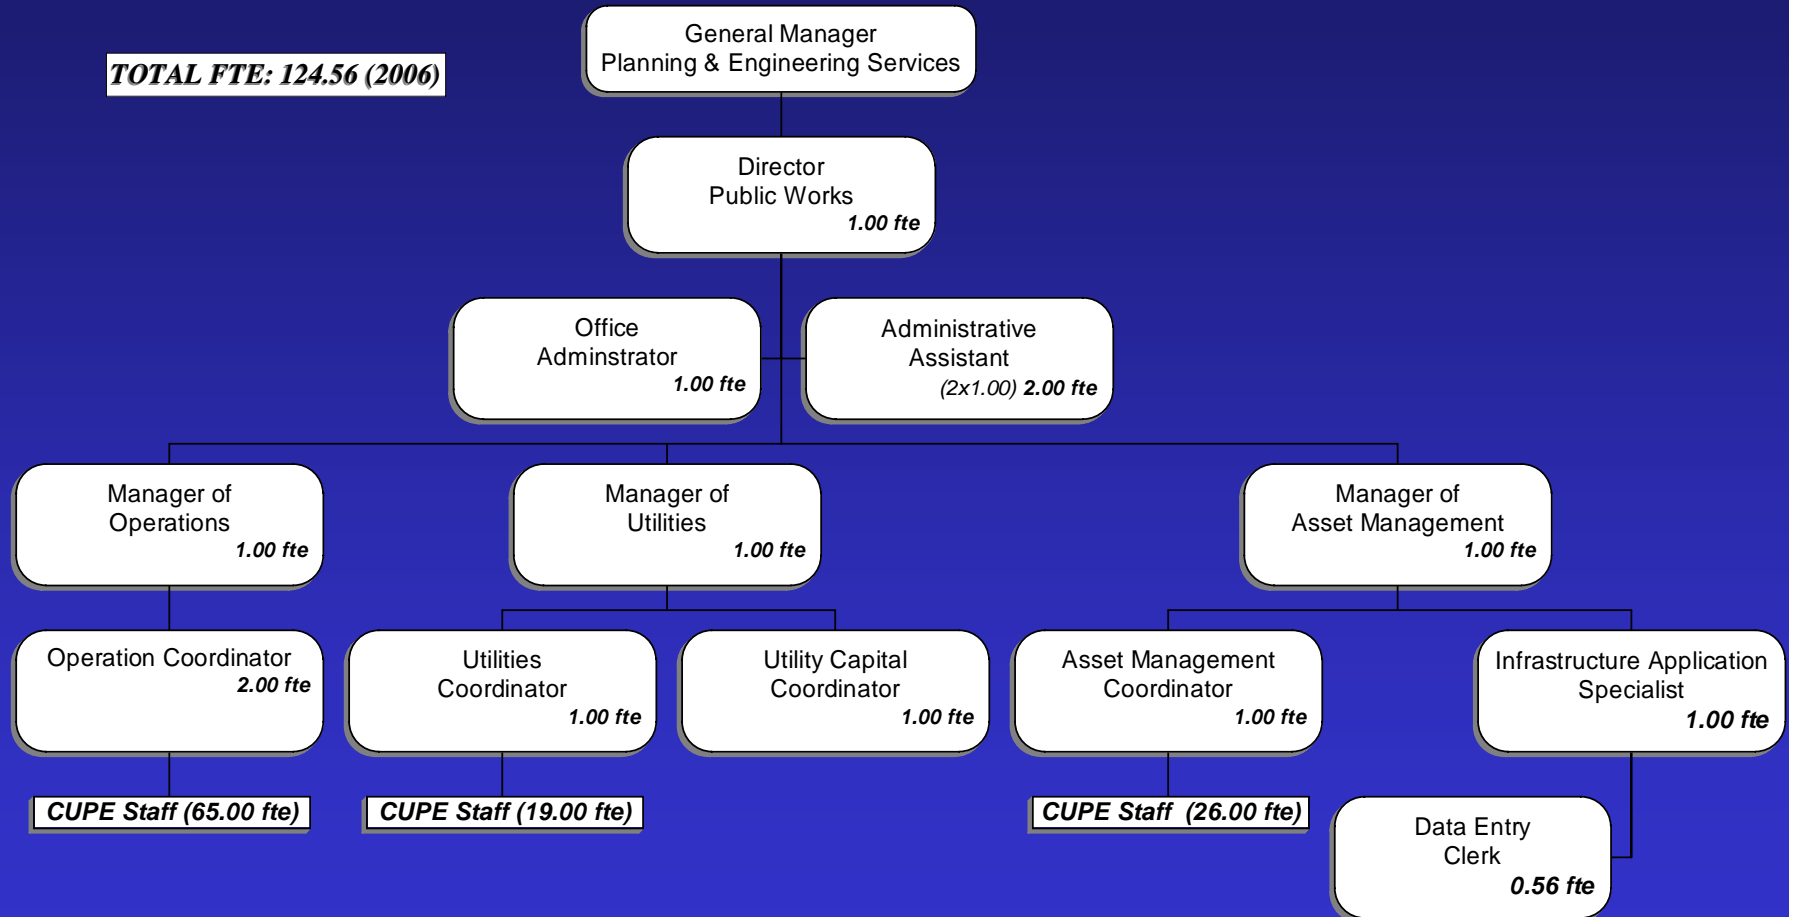 General Manager
Planning & Engineering Services
TOTAL FTE: 124.56 (2006)
Director
Public Works
1.00 fte
Office
Adminstrator
1.00 fte
Administrative
Assistant
(2x1.00) 2.00 fte
Manager of
Operations
1.00 fte
Manager of
Utilities
1.00 fte
Manager of
Asset Management
1.00 fte
Operation Coordinator
2.00 fte
Utilities
Coordinator
1.00 fte
Utility Capital
Coordinator
1.00 fte
Asset Management
Coordinator
1.00 fte
Infrastructure Application
Specialist
1.00 fte
CUPE Staff (65.00 fte)
CUPE Staff (19.00 fte)
CUPE Staff (26.00 fte)
Data Entry
Clerk
0.56 fte